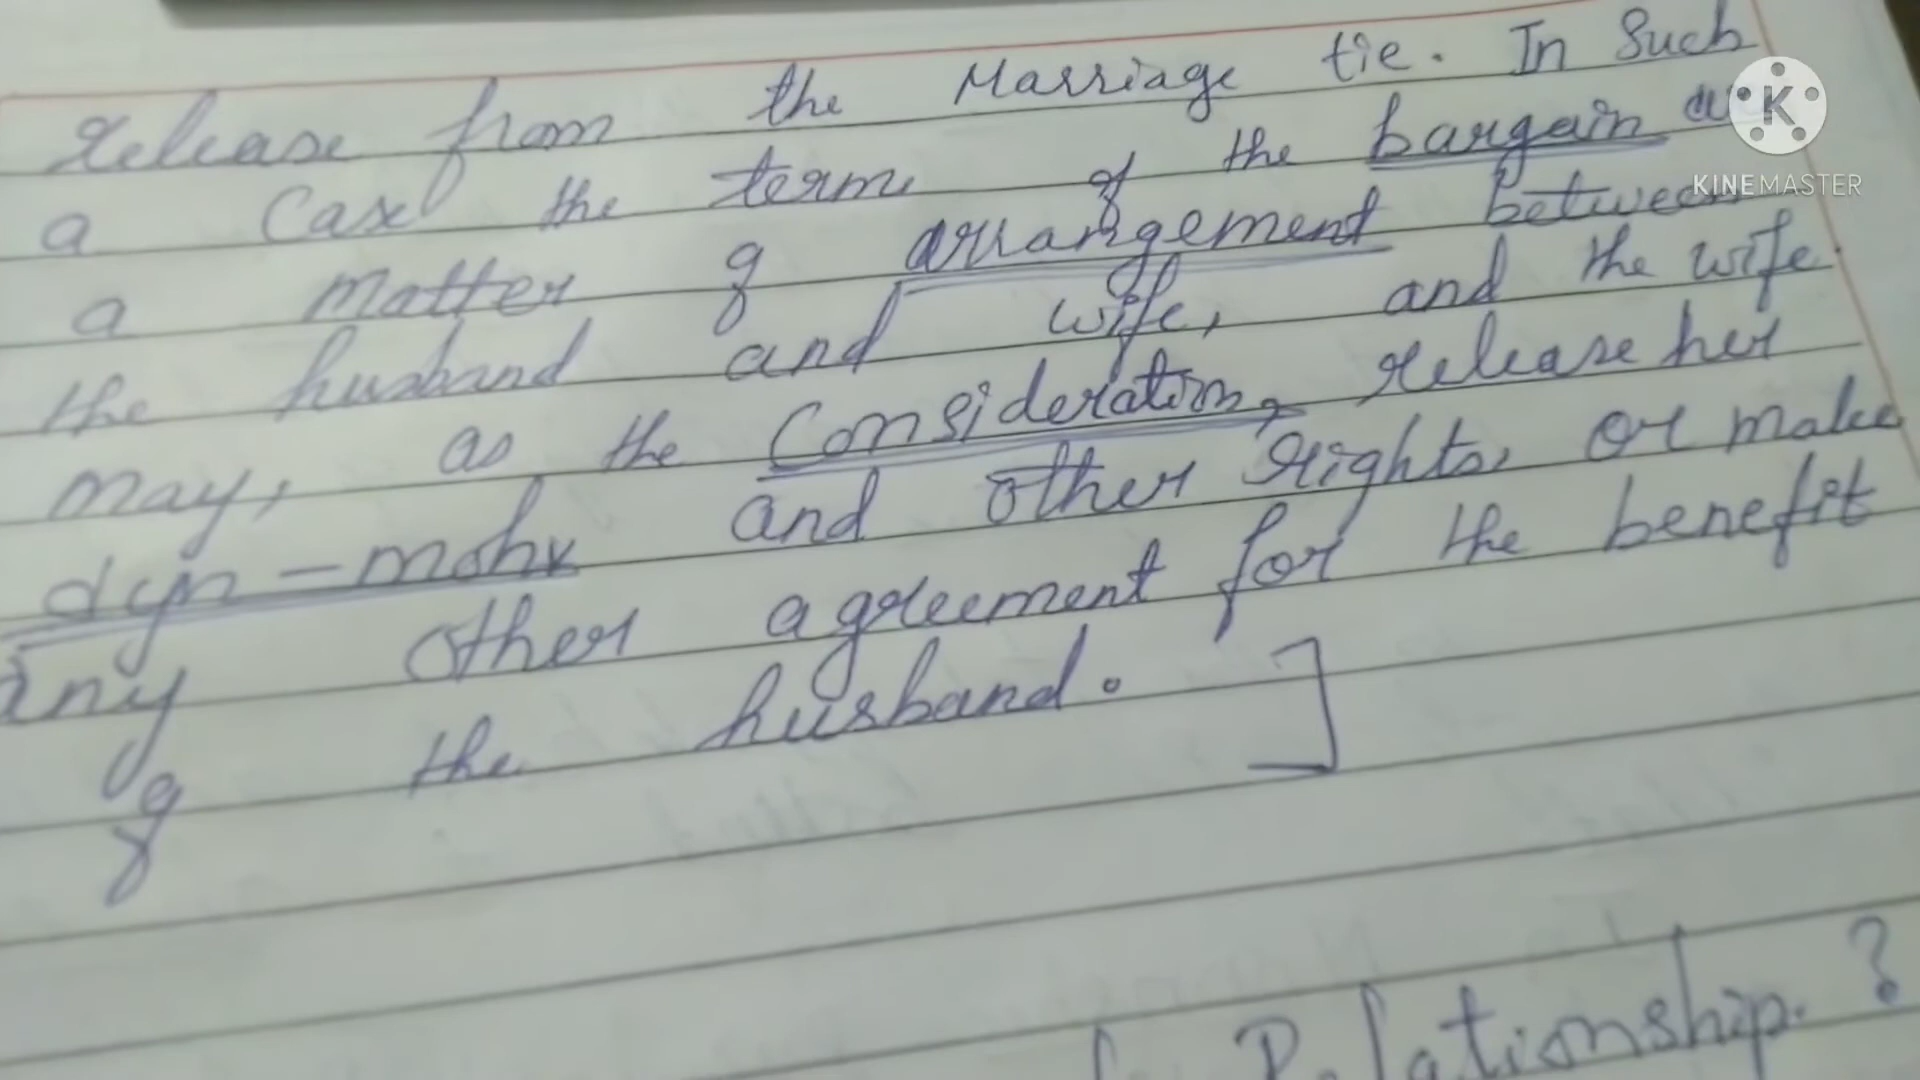 release from the Marriage tie. In Such
a Case the terms of the bargain are
a matter of arrangement between
the husband and wife, and the wife
may, as the Consideration, release her
dyn-mohr and other rights, or make
any other agreement for the benefit
of the husband.
Relationship. ?
KINEMASTER